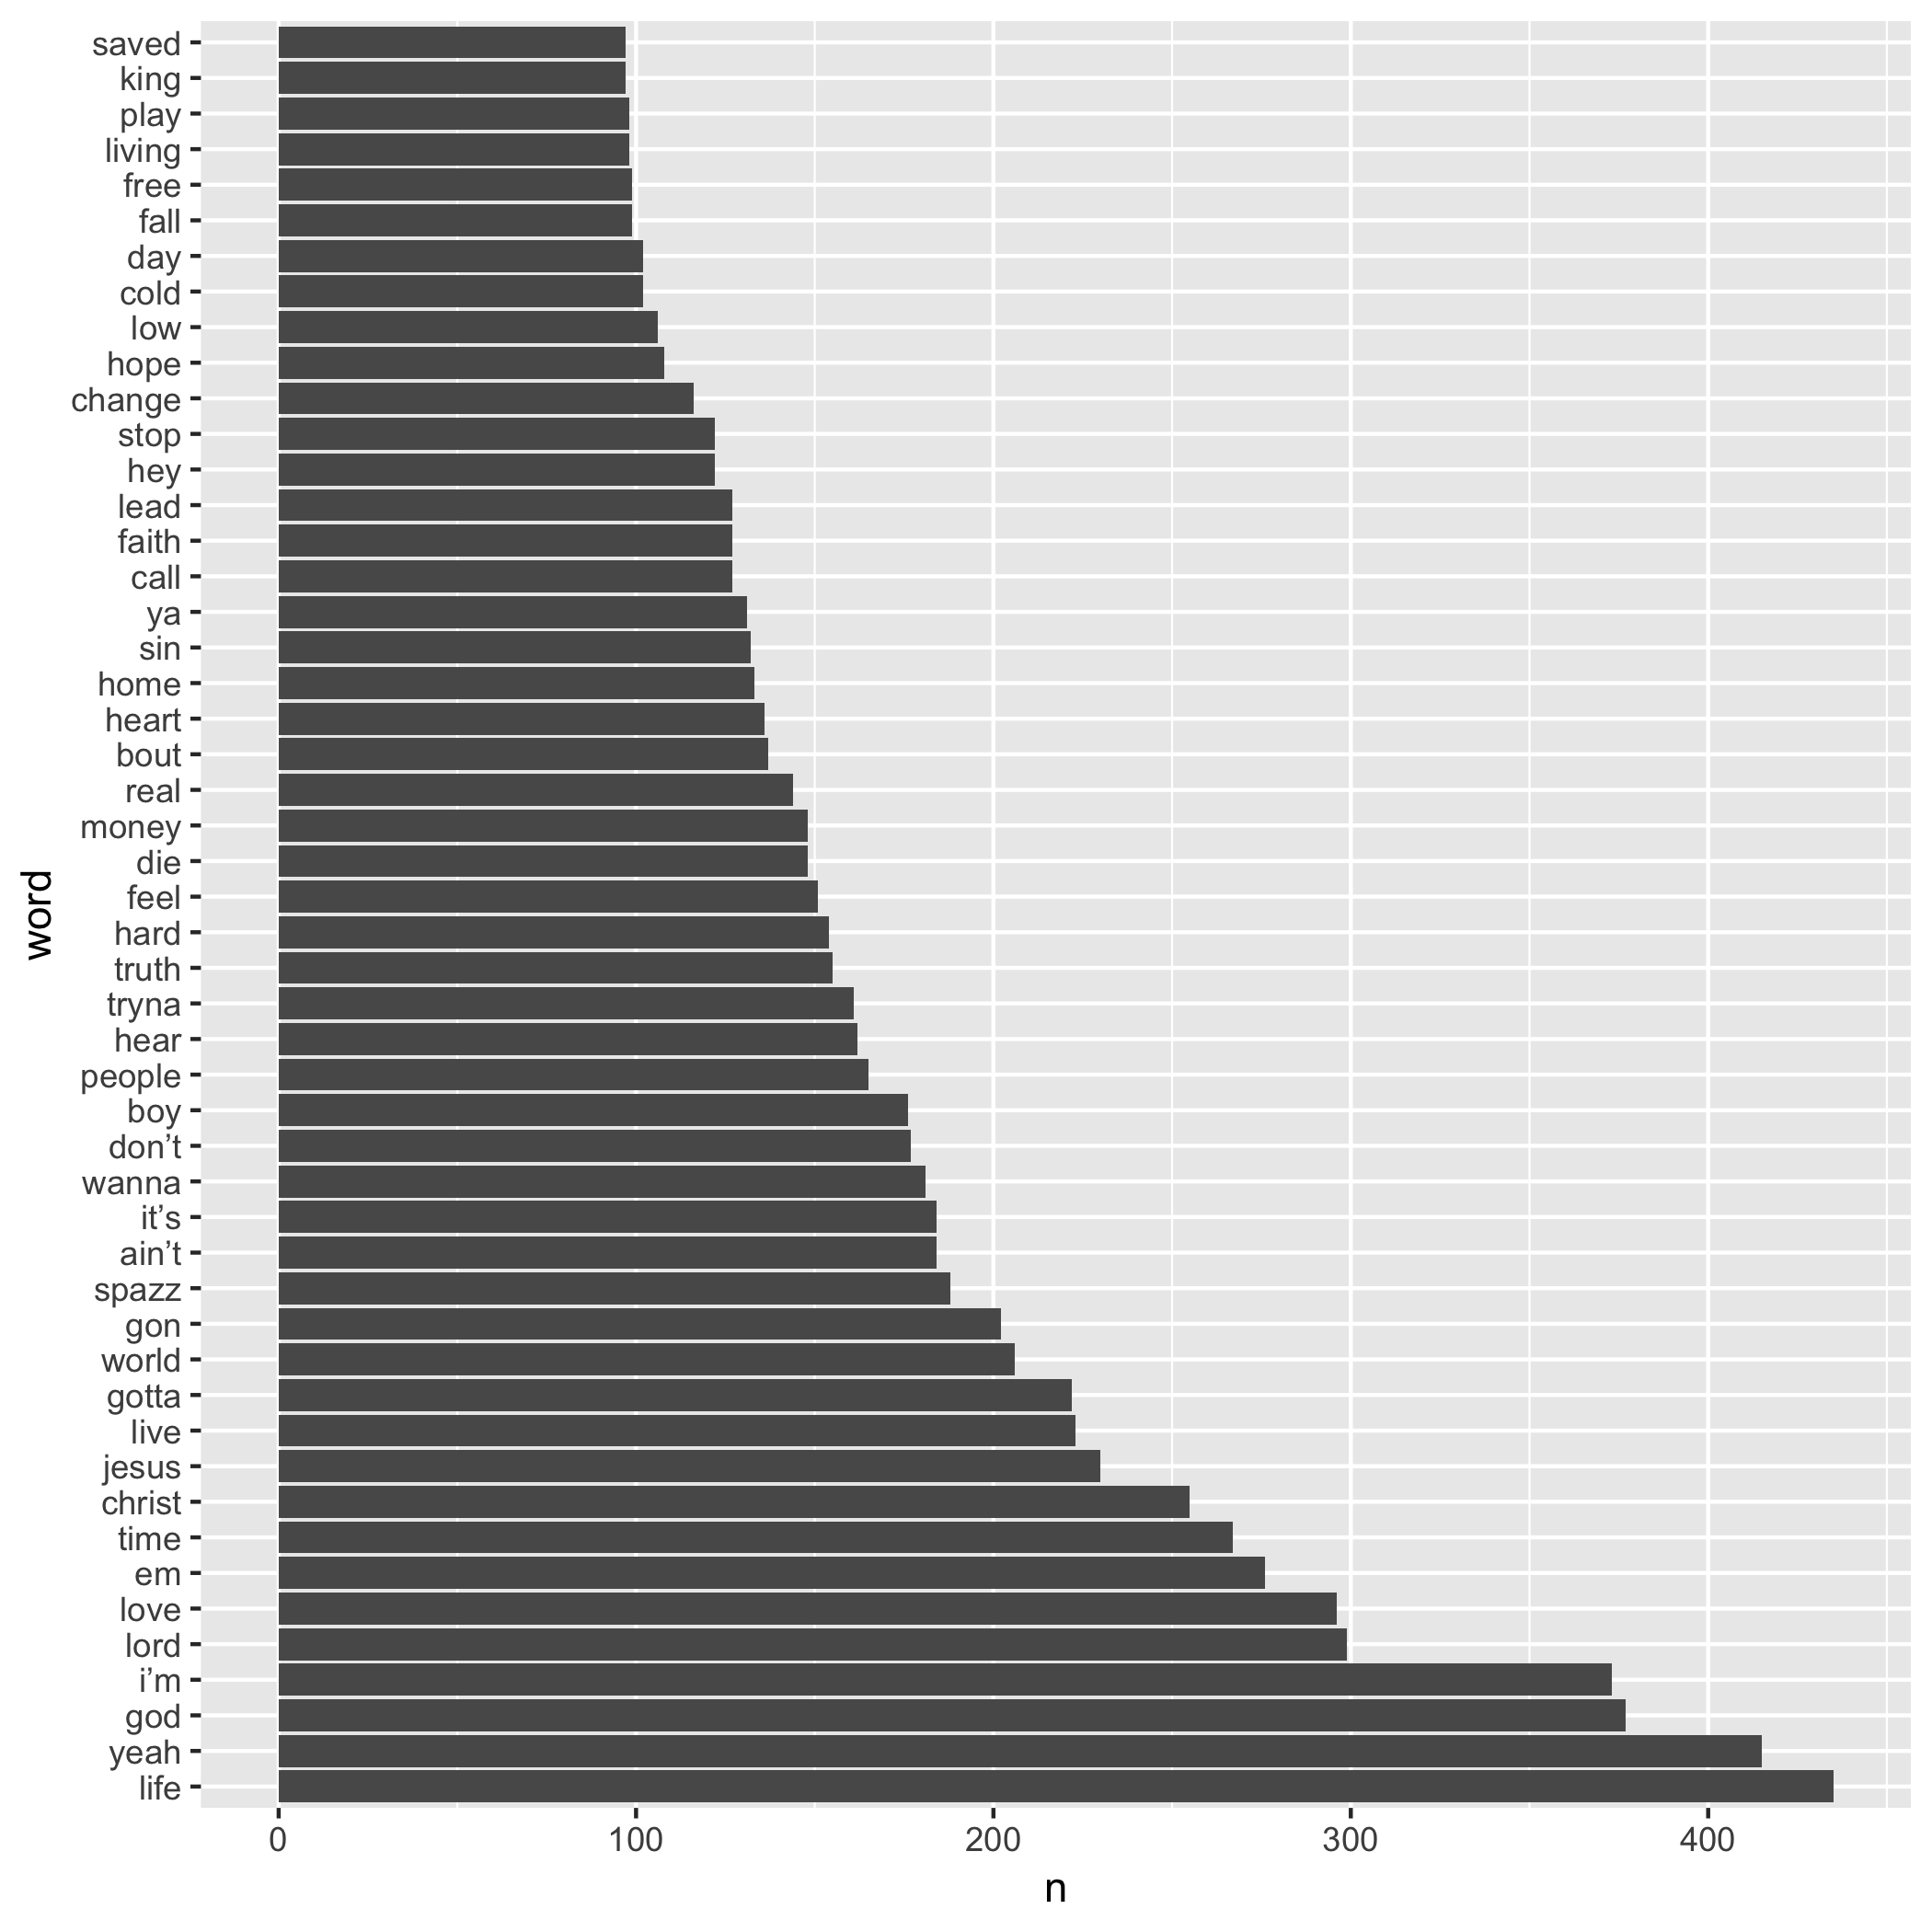 saved
king
play
living
free
fall
day
cold
low
hope
change
stop
hey
lead
faith
call
ya
sin
home
heart
bout
real
money
die
feel
hard
truth
tryna
hear
people
boy
don’t
wanna
it’s
ain’t
spazz
gon
world
gotta
live
jesus
christ
time
em
love
lord
i’m
god
yeah
life
word
0 100 200 300 400
n